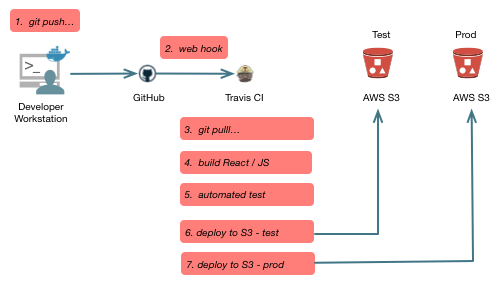 1. git push...
2. web hook
Test
Prod
>_
Developer
Workstation
GitHub
Travis CI
AWS S3
AWS S3
3. git pulll...
4. build React / JS
5. automated test
6. deploy to S3 - test
7. deploy to S3 - prod